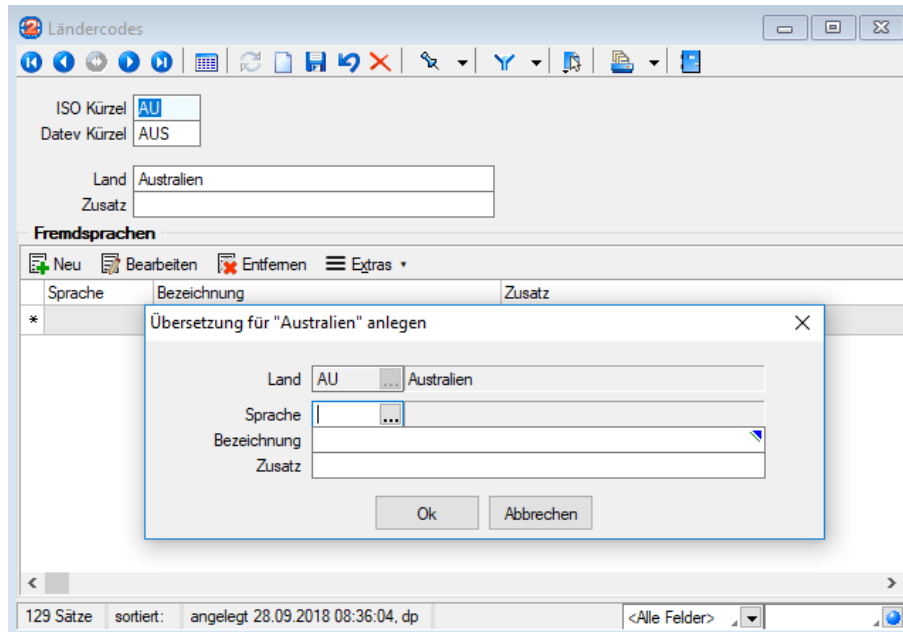 Ländercodes
ISO Kürzel AU
Datev Kürzel AUS
Land Australien
Zusatz
Fremdsprachen
Neu Bearbeiten Entfernen Extras
Sprache Bezeichnung Zusatz
*
Übersetzung für "Australien" anlegen
Land AU ... Australien
Sprache ...
Bezeichnung
Zusatz
Ok Abbrechen
129 Sätze sortiert: angelegt 28.09.2018 08:36:04, dp <Alle Felder>